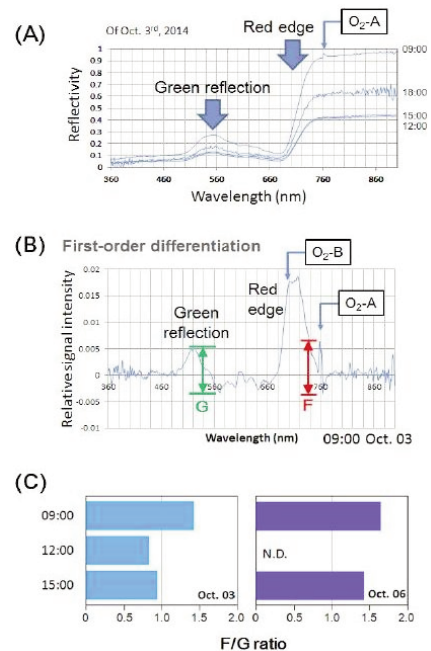 (A)
Of Oct. 3rd, 2014
Red edge
O2-A
Green reflection
Reflectivity
1
0.9
0.8
0.7
0.6
0.5
0.4
0.3
0.2
0.1
0
09:00
18:00
15:00
12:00
360 460 560 660 760 860
Wavelength (nm)
(B)
First-order differentiation
O2-B
O2-A
Red edge
Green reflection
Relative signal intensity
0.02
0.015
0.01
0.005
0
-0.005
-0.01
360 460 560 660 760 860
G
F
Wavelength (nm)
09:00 Oct. 03
(C)
09:00
12:00
15:00
Oct. 03
0 0.5 1.0 1.5 2.0
N.D.
Oct. 06
0 0.5 1.0 1.5 2.0
F/G ratio